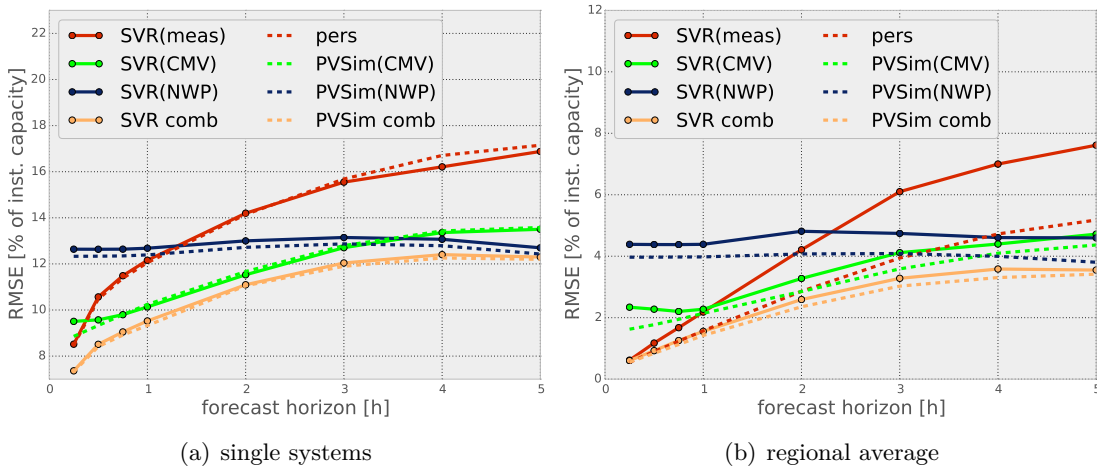 22
20
18
16
14
12
10
8
0
1
2
3
4
5
RMSE [% of inst. capacity]
forecast horizon [h]
SVR(meas)
SVR(CMV)
SVR(NWP)
SVR comb
pers
PVSim(CMV)
PVSim(NWP)
PVSim comb
(a) single systems
12
10
8
6
4
2
0
0
1
2
3
4
5
RMSE [% of inst. capacity]
forecast horizon [h]
SVR(meas)
SVR(CMV)
SVR(NWP)
SVR comb
pers
PVSim(CMV)
PVSim(NWP)
PVSim comb
(b) regional average